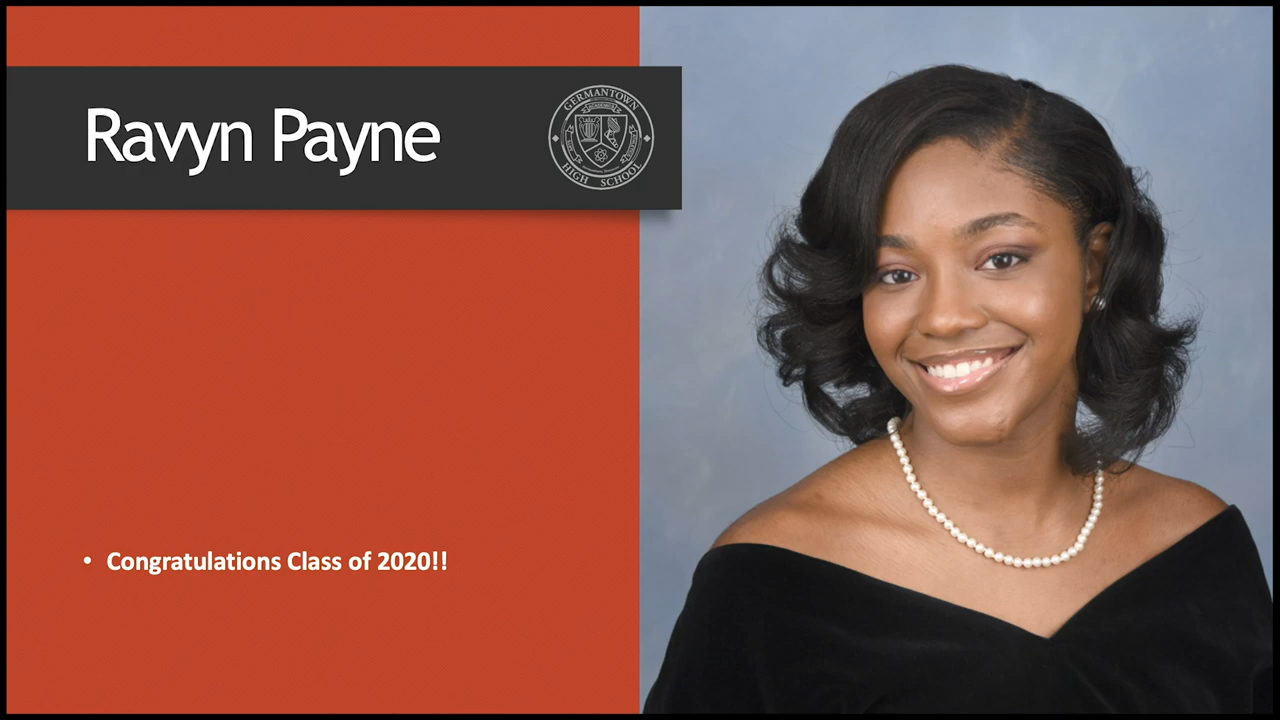 Ravyn Payne
GERMANTOWN
HIGH SCHOOL
• Congratulations Class of 2020!!